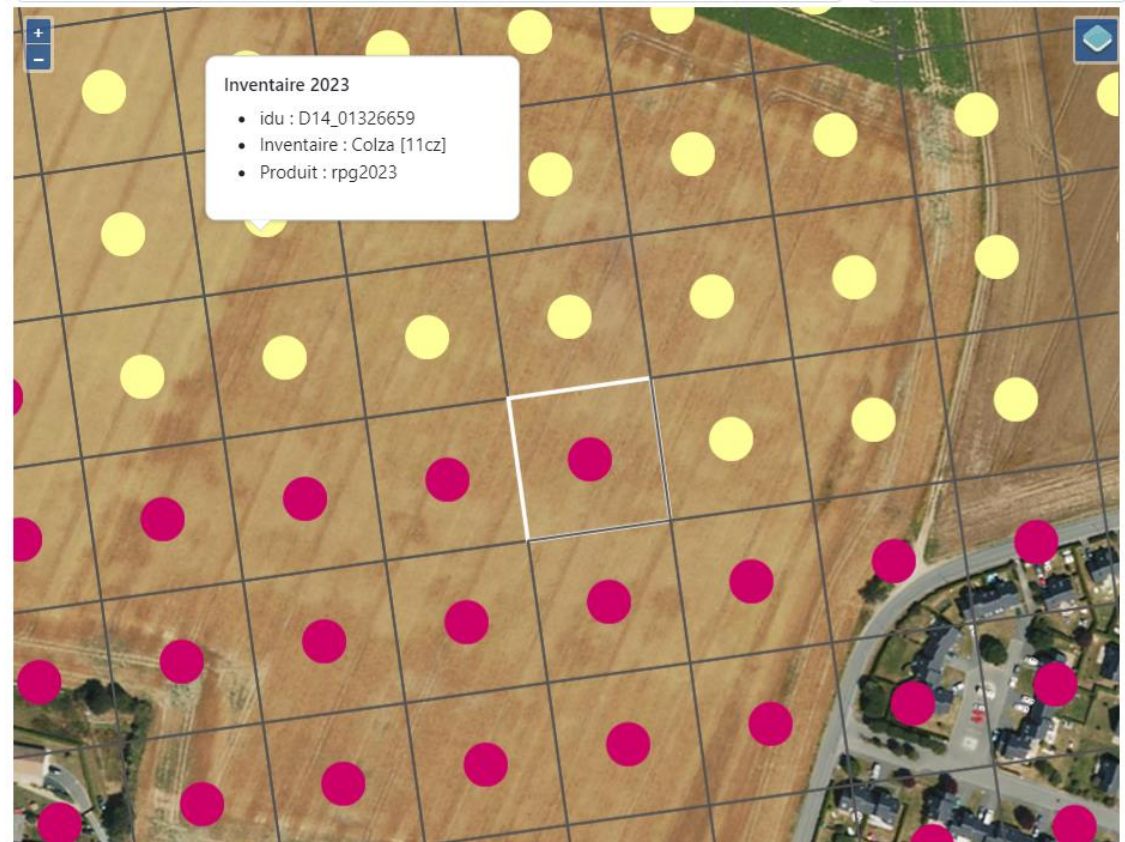 +
−
Inventaire 2023
• idu : D14_01326659
• Inventaire : Colza [11cz]
• Produit : rpg2023